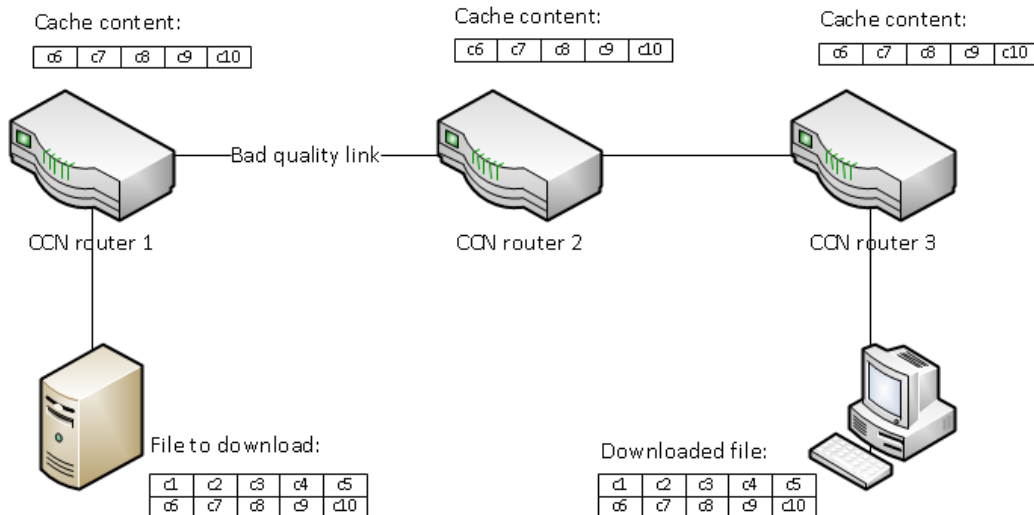 Cache content:
c6 c7 c8 c9 c10
Cache content:
c6 c7 c8 c9 c10
Cache content:
c6 c7 c8 c9 c10
Bad quality link
CCN router 1
CCN router 2
CCN router 3
File to download:
c1 c2 c3 c4 c5
c6 c7 c8 c9 c10
Downloaded file:
c1 c2 c3 c4 c5
c6 c7 c8 c9 c10